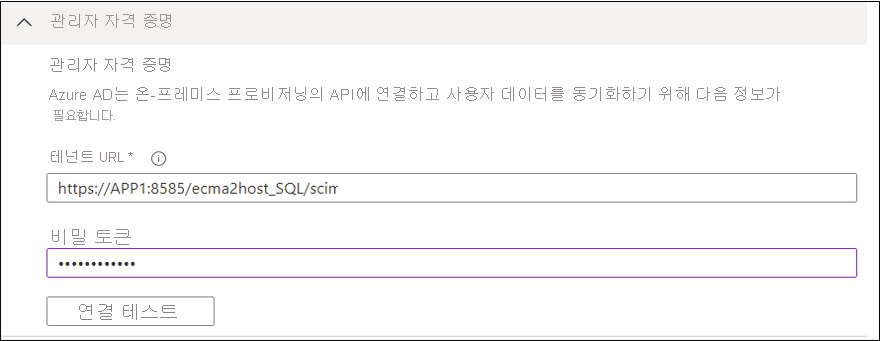 관리자 자격 증명
관리자 자격 증명
Azure AD는 온-프레미스 프로비저닝의 API에 연결하고 사용자 데이터를 동기화하기 위해 다음 정보가
필요합니다.
테넌트 URL *
https://APP1:8585/ecma2host_SQL/scim
비밀 토큰
••••••••••••
연결 테스트